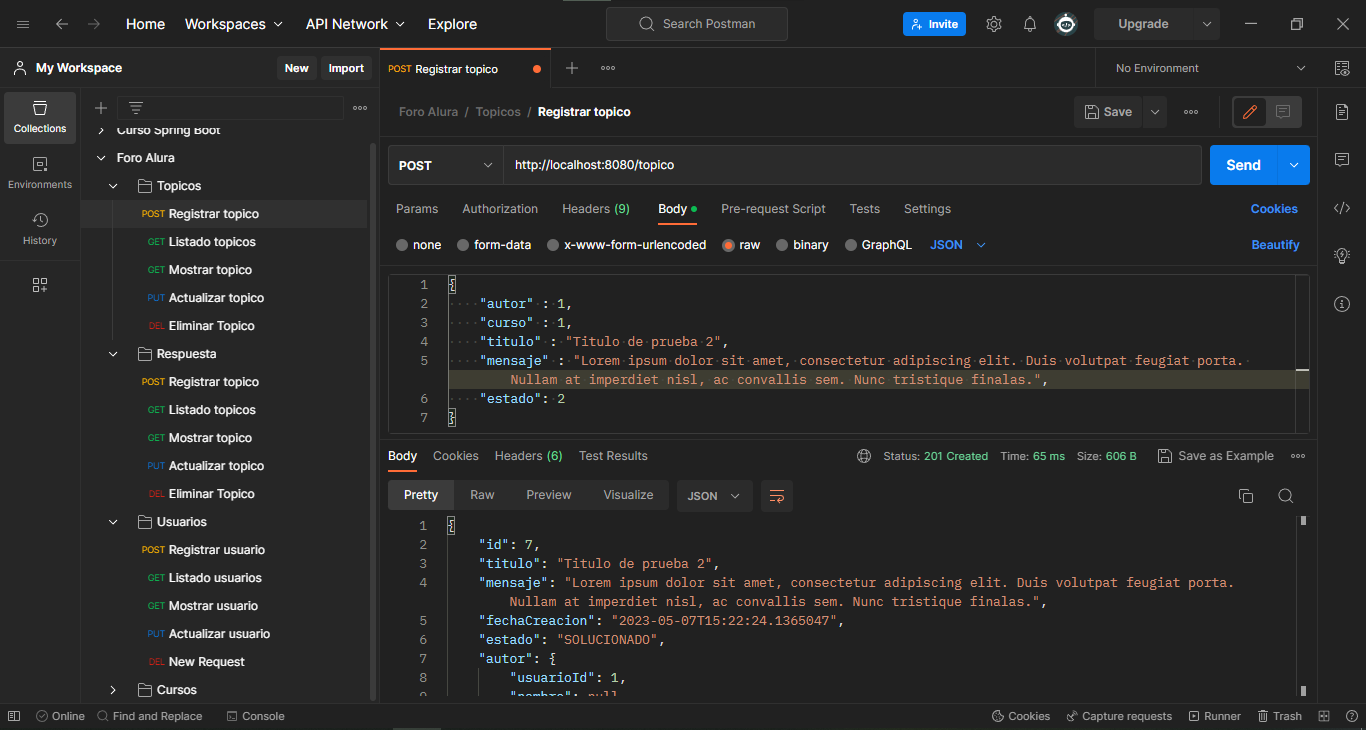 Home Workspaces API Network Explore Search Postman Invite Upgrade
My Workspace New Import POST Registrar topico No Environment
Collections
Environments
History
Curso Spring Boot
Foro Alura
Topicos
POST Registrar topico
GET Listado topicos
GET Mostrar topico
PUT Actualizar topico
DEL Eliminar Topico
Respuesta
POST Registrar topico
GET Listado topicos
GET Mostrar topico
PUT Actualizar topico
DEL Eliminar Topico
Usuarios
POST Registrar usuario
GET Listado usuarios
GET Mostrar usuario
PUT Actualizar usuario
DEL New Request
Cursos
Foro Alura / Topicos / Registrar topico Save
POST http://localhost:8080/topico Send
Params Authorization Headers (9) Body Pre-request Script Tests Settings Cookies
none form-data x-www-form-urlencoded raw binary GraphQL JSON Beautify
1 {
2 "autor" : 1,
3 "curso" : 1,
4 "titulo" : "Titulo de prueba 2",
5 "mensaje" : "Lorem ipsum dolor sit amet, consectetur adipiscing elit. Duis volutpat feugiat porta.
Nullam at imperdiet nisl, ac convallis sem. Nunc tristique finalas.",
6 "estado": 2
7 }
Body Cookies Headers (6) Test Results Status: 201 Created Time: 65 ms Size: 606 B Save as Example
Pretty Raw Preview Visualize JSON
1 {
2 "id": 7,
3 "titulo": "Titulo de prueba 2",
4 "mensaje": "Lorem ipsum dolor sit amet, consectetur adipiscing elit. Duis volutpat feugiat porta.
Nullam at imperdiet nisl, ac convallis sem. Nunc tristique finalas.",
5 "fechaCreacion": "2023-05-07T15:22:24.1365047",
6 "estado": "SOLUCIONADO",
7 "autor": {
8 "usuarioId": 1,
9 "nombre": null
Online Find and Replace Console Cookies Capture requests Runner Trash